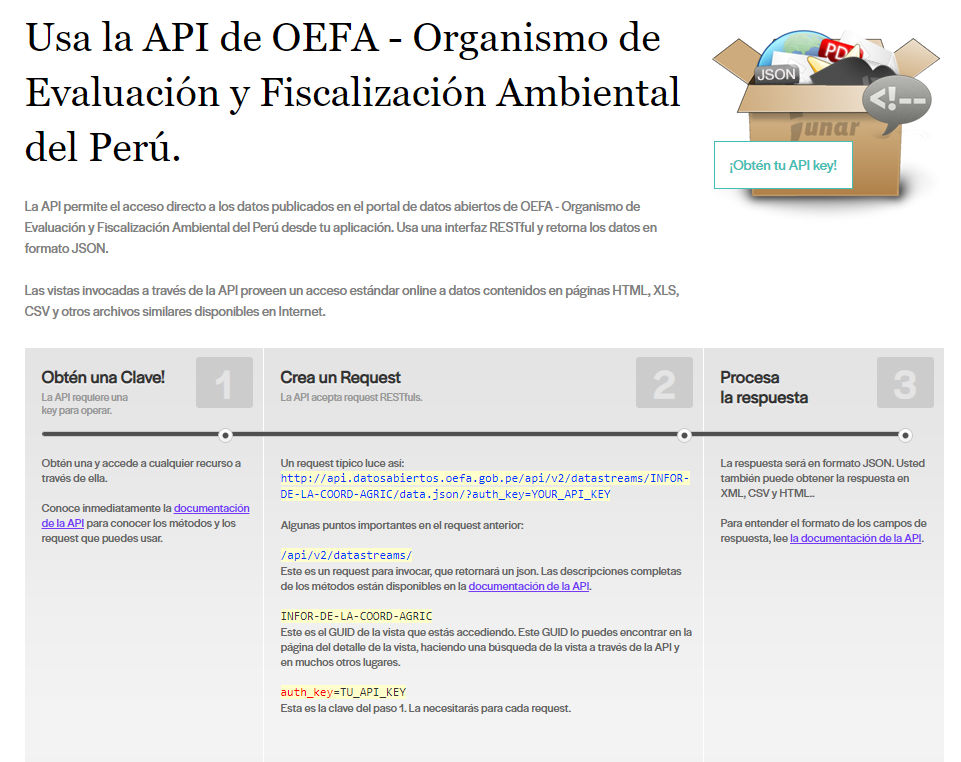 Usa la API de OEFA - Organismo de
Evaluación y Fiscalización Ambiental
del Perú.
JSON
PDF
<!--
junar
¡Obtén tu API key!
La API permite el acceso directo a los datos publicados en el portal de datos abiertos de OEFA - Organismo de
Evaluación y Fiscalización Ambiental del Perú desde tu aplicación. Usa una interfaz RESTful y retorna los datos en
formato JSON.
Las vistas invocadas a través de la API proveen un acceso estándar online a datos contenidos en páginas HTML, XLS,
CSV y otros archivos similares disponibles en Internet.
Obtén una Clave!
La API requiere una
key para operar.
1
Obtén una y accede a cualquier recurso a
través de ella.
Conoce inmediatamente la documentación
de la API para conocer los métodos y los
request que puedes usar.
Crea un Request
La API acepta request RESTfuls.
2
Un request típico luce asi:
http://api.datosabiertos.oefa.gob.pe/api/v2/datastreams/INFOR-
DE-LA-COORD-AGRIC/data.json/?auth_key=YOUR_API_KEY
Algunas puntos importantes en el request anterior:
/api/v2/datastreams/
Este es un request para invocar, que retornará un json. Las descripciones completas
de los métodos están disponibles en la documentación de la API.
INFOR-DE-LA-COORD-AGRIC
Este es el GUID de la vista que estás accediendo. Este GUID lo puedes encontrar en la
página del detalle de la vista, haciendo una búsqueda de la vista a través de la API y
en muchos otros lugares.
auth_key=TU_API_KEY
Esta es la clave del paso 1. La necesitarás para cada request.
Procesa
la respuesta
3
La respuesta será en formato JSON. Usted
también puede obtener la respuesta en
XML, CSV y HTML..
Para entender el formato de los campos de
respuesta, lee la documentación de la API.